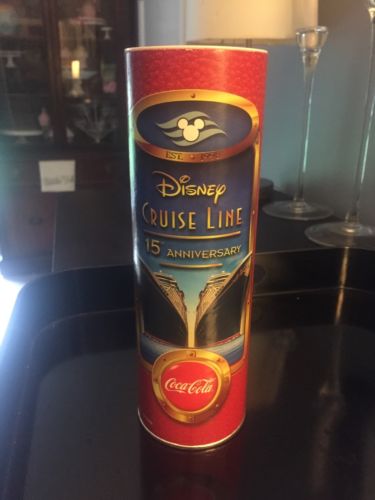 EST. 1998
Disney
CRUISE LINE
15TH ANNIVERSARY
Coca-Cola